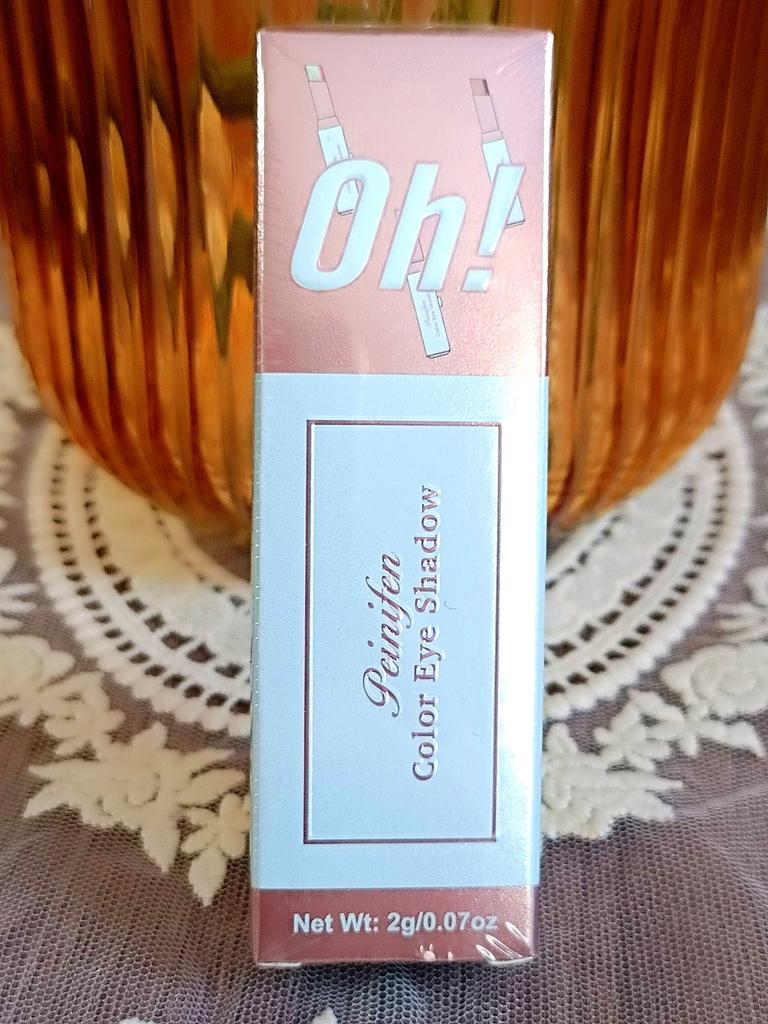 Oh!
Peinifen
Color Eye Shadow
Net Wt: 2g/0.07oz